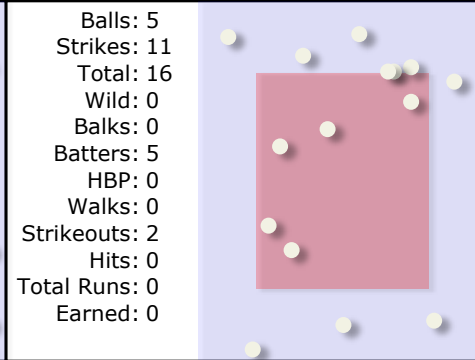 Balls: 5
Strikes: 11
Total: 16
Wild: 0
Balks: 0
Batters: 5
HBP: 0
Walks: 0
Strikeouts: 2
Hits: 0
Total Runs: 0
Earned: 0